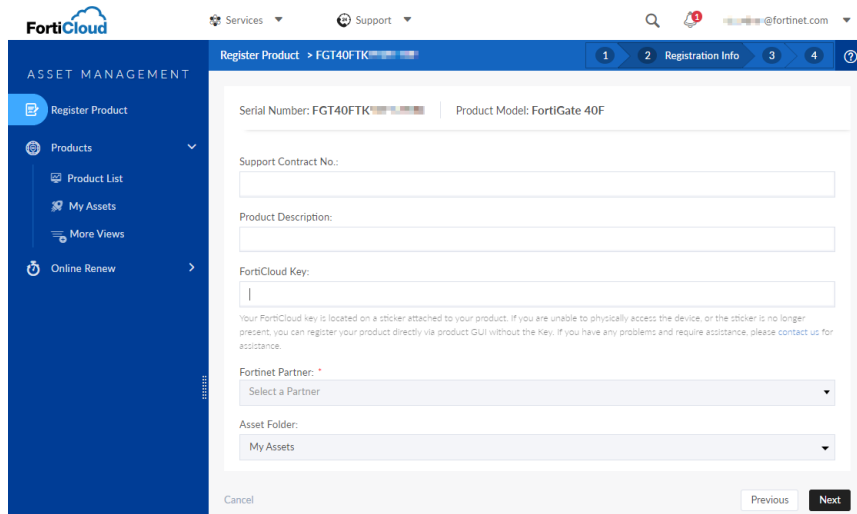 FortiCloud
Services
Support
1
@fortinet.com
ASSET MANAGEMENT
Register Product
Products
Product List
My Assets
More Views
Online Renew
Register Product > FGT40FTK
1 2 Registration Info 3 4
Serial Number: FGT40FTK
Product Model: FortiGate 40F
Support Contract No.:
Product Description:
FortiCloud Key:
Your FortiCloud key is located on a sticker attached to your product. If you are unable to physically access the device, or the sticker is no longer
present, you can register your product directly via product GUI without the Key. If you have any problems and require assistance, please contact us for
assistance.
Fortinet Partner: *
Select a Partner
Asset Folder:
My Assets
Cancel
Previous
Next